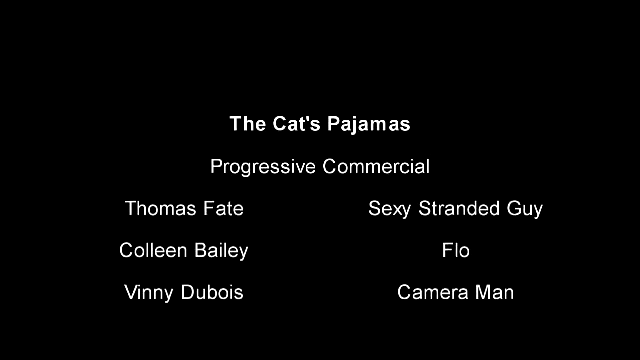 The Cat's Pajamas
Progressive Commercial
Thomas Fate Sexy Stranded Guy
Colleen Bailey Flo
Vinny Dubois Camera Man